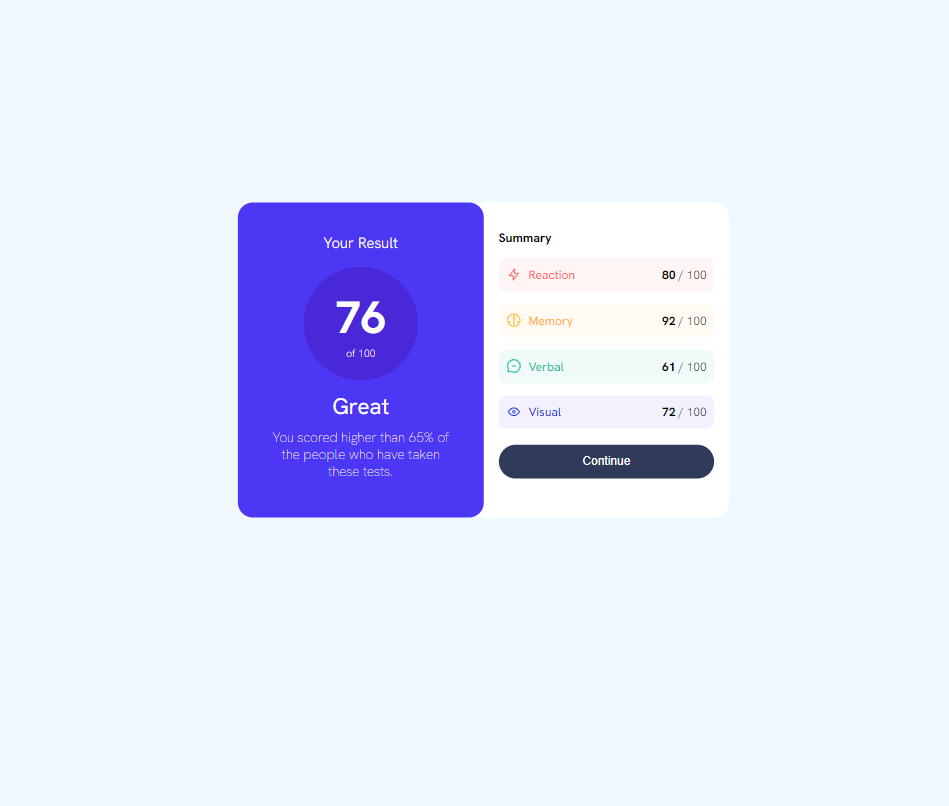 Your Result
76
of 100
Great
You scored higher than 65% of
the people who have taken
these tests.
Summary
Reaction 80 / 100
Memory 92 / 100
Verbal 61 / 100
Visual 72 / 100
Continue